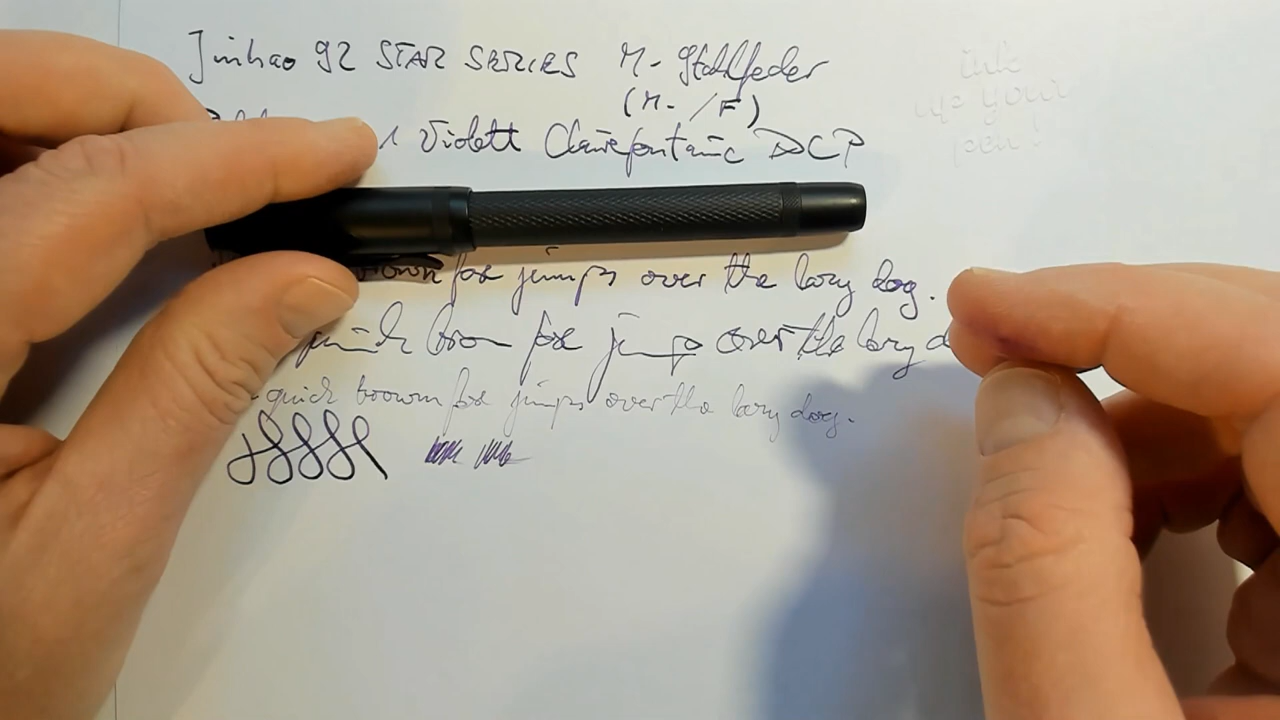 Jinhao 92 STAR SERIES M-Stahlfeder
(M-/F)
Violett Clairefontaine DCP
brown fox jumps over the lazy dog.
quick brown fox jumps over the lazy d
quick broown fox jumps over the lazy dog.
ink
up your
pen!